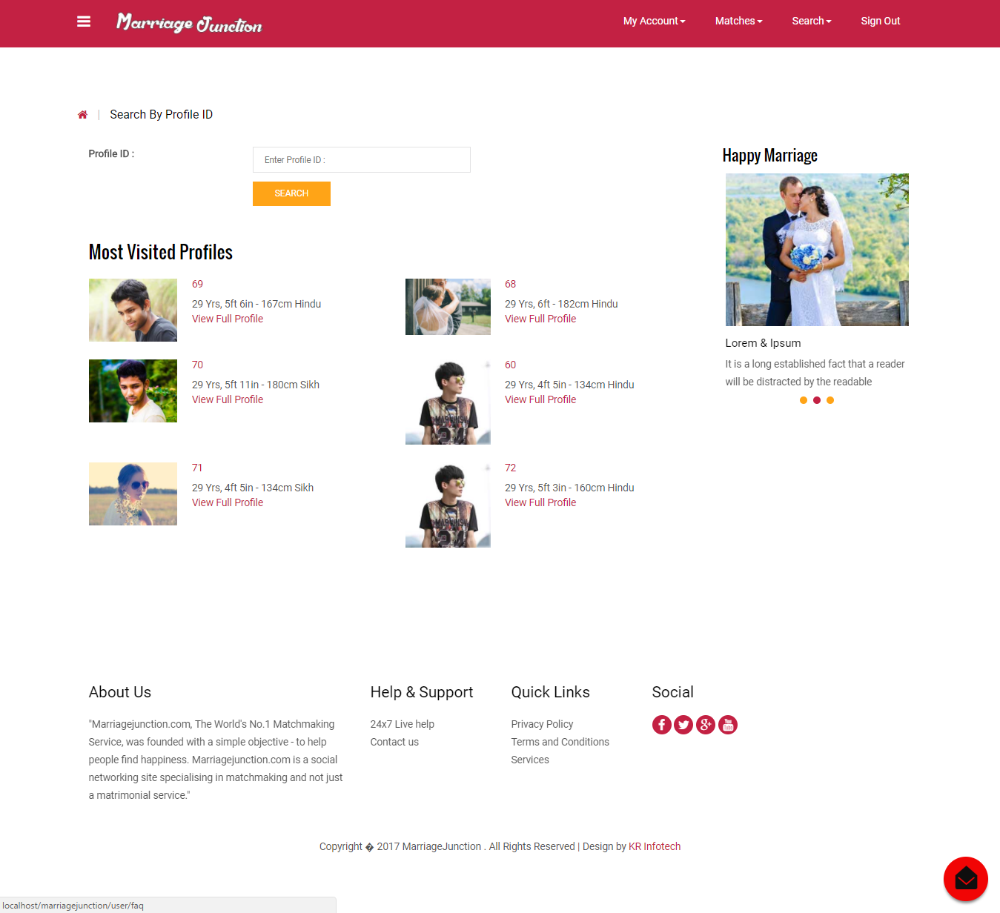 Marriage Junction
My Account
Matches
Search
Sign Out
| Search By Profile ID
Profile ID :
Enter Profile ID :
SEARCH
Happy Marriage
Lorem & Ipsum
It is a long established fact that a reader
will be distracted by the readable
Most Visited Profiles
69
29 Yrs, 5ft 6in - 167cm Hindu
View Full Profile
68
29 Yrs, 6ft - 182cm Hindu
View Full Profile
70
29 Yrs, 5ft 11in - 180cm Sikh
View Full Profile
60
29 Yrs, 4ft 5in - 134cm Hindu
View Full Profile
71
29 Yrs, 4ft 5in - 134cm Sikh
View Full Profile
72
29 Yrs, 5ft 3in - 160cm Hindu
View Full Profile
About Us
"Marriagejunction.com, The World's No.1 Matchmaking
Service, was founded with a simple objective - to help
people find happiness. Marriagejunction.com is a social
networking site specialising in matchmaking and not just
a matrimonial service."
Help & Support
24x7 Live help
Contact us
Quick Links
Privacy Policy
Terms and Conditions
Services
Social
Copyright � 2017 MarriageJunction . All Rights Reserved | Design by KR Infotech
localhost/marriagejunction/user/faq